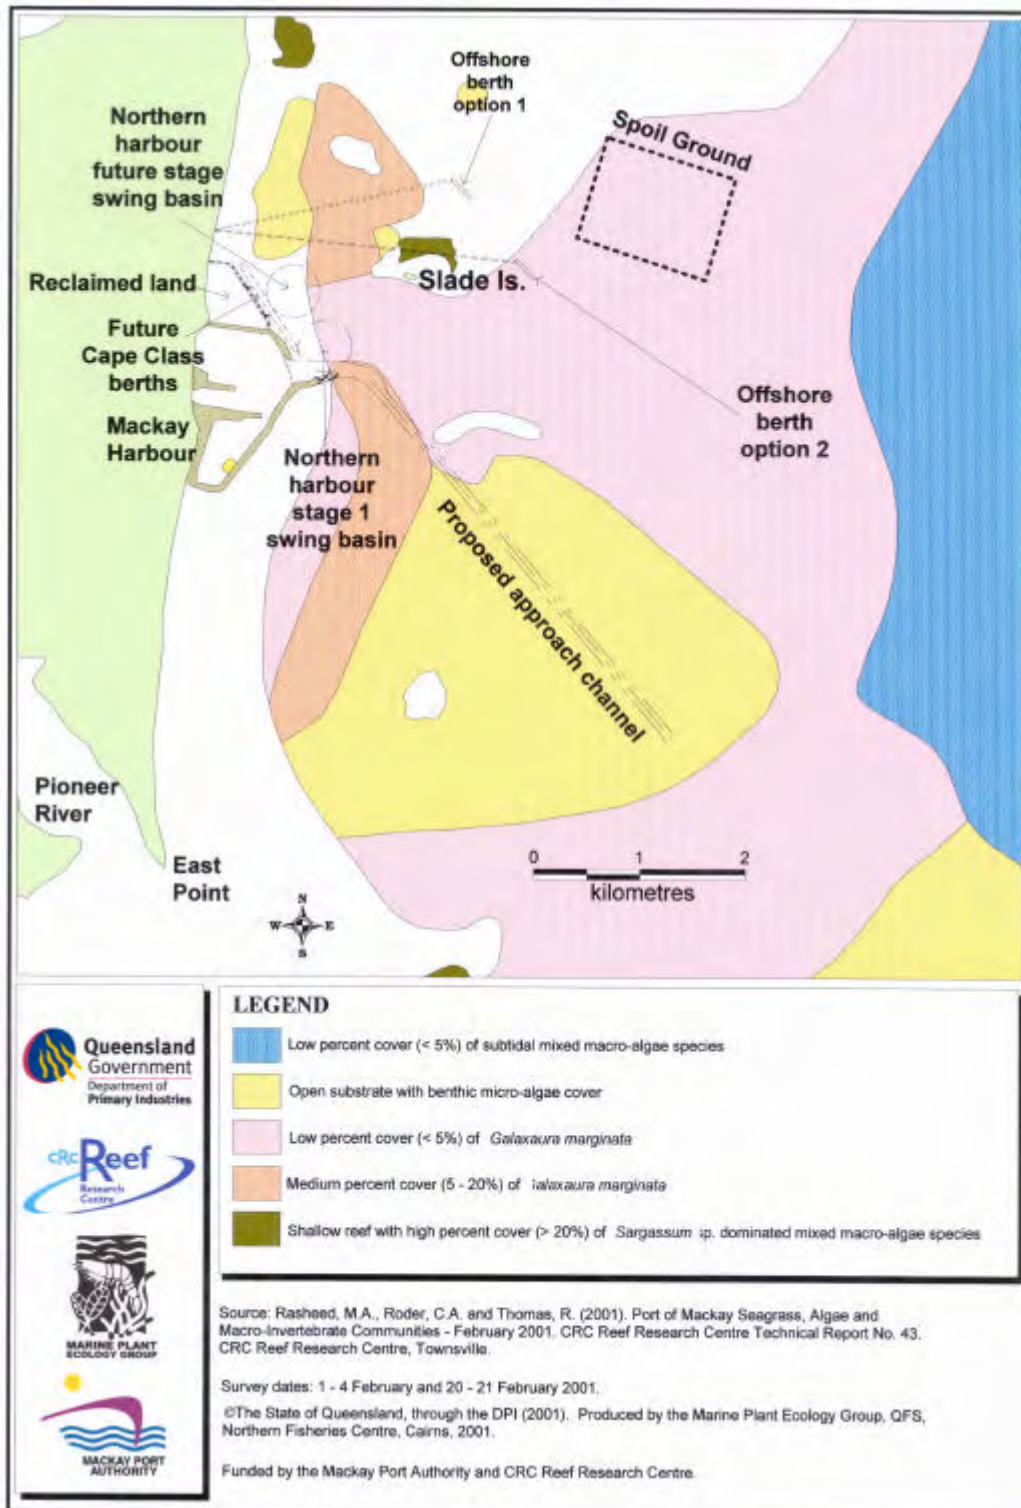 Offshore
berth
option 1
Northern
harbour
future stage
swing basin
Spoil Ground
Reclaimed land
Slade Is.
Future
Cape Class
berths
Offshore
berth
option 2
Mackay
Harbour
Northern
harbour
stage 1
swing basin
Proposed approach channel
Pioneer
River
East
Point
0 1 2
kilometres
N
W E
S
LEGEND
Low percent cover (< 5%) of subtidal mixed macro-algae species
Open substrate with benthic micro-algae cover
Low percent cover (< 5%) of Galaxaura marginata
Medium percent cover (5 - 20%) of ialaxaura marginata
Shallow reef with high percent cover (> 20%) of Sargassum sp. dominated mixed macro-algae species
Queensland
Government
Department of
Primary Industries
CRC Reef
Research
Centre
MARINE PLANT
ECOLOGY GROUP
MACKAY PORT
AUTHORITY
Source: Rasheed, M.A., Roder, C.A. and Thomas, R. (2001). Port of Mackay Seagrass, Algae and
Macro-Invertebrate Communities - February 2001. CRC Reef Research Centre Technical Report No. 43.
CRC Reef Research Centre, Townsville.
Survey dates: 1 - 4 February and 20 - 21 February 2001.
©The State of Queensland, through the DPI (2001). Produced by the Marine Plant Ecology Group, QFS,
Northern Fisheries Centre, Cairns, 2001.
Funded by the Mackay Port Authority and CRC Reef Research Centre.